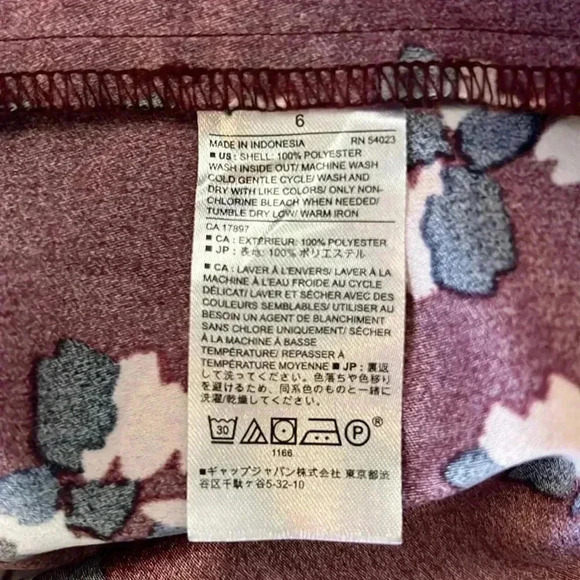 6
MADE IN INDONESIA RN 54023
■ US: SHELL: 100% POLYESTER
WASH INSIDE OUT/ MACHINE WASH
COLD GENTLE CYCLE/ WASH AND
DRY WITH LIKE COLORS/ ONLY NON-
CHLORINE BLEACH WHEN NEEDED/
TUMBLE DRY LOW/ WARM IRON
CA 17897
■ CA: EXTÉRIEUR: 100% POLYESTER
■ JP: 表地: 100% ポリエステル
■ CA: LAVER À L'ENVERS/ LAVER À LA
MACHINE À L'EAU FROIDE AU CYCLE
DÉLICAT/ LAVER ET SÉCHER AVEC DES
COULEURS SEMBLABLES/ UTILISER AU
BESOIN UN AGENT DE BLANCHIMENT
SANS CHLORE UNIQUEMENT/ SÉCHER
À LA MACHINE À BASSE
TEMPÉRATURE/ REPASSER À
TEMPÉRATURE MOYENNE ■ JP: 裏返
して洗ってください。色落ちや色移り
を避けるため、同系色のものと一緒に
洗濯/乾燥してください。
30 P ®
1166
■ギャップジャパン株式会社 東京都渋
谷区千駄ヶ谷5-32-10